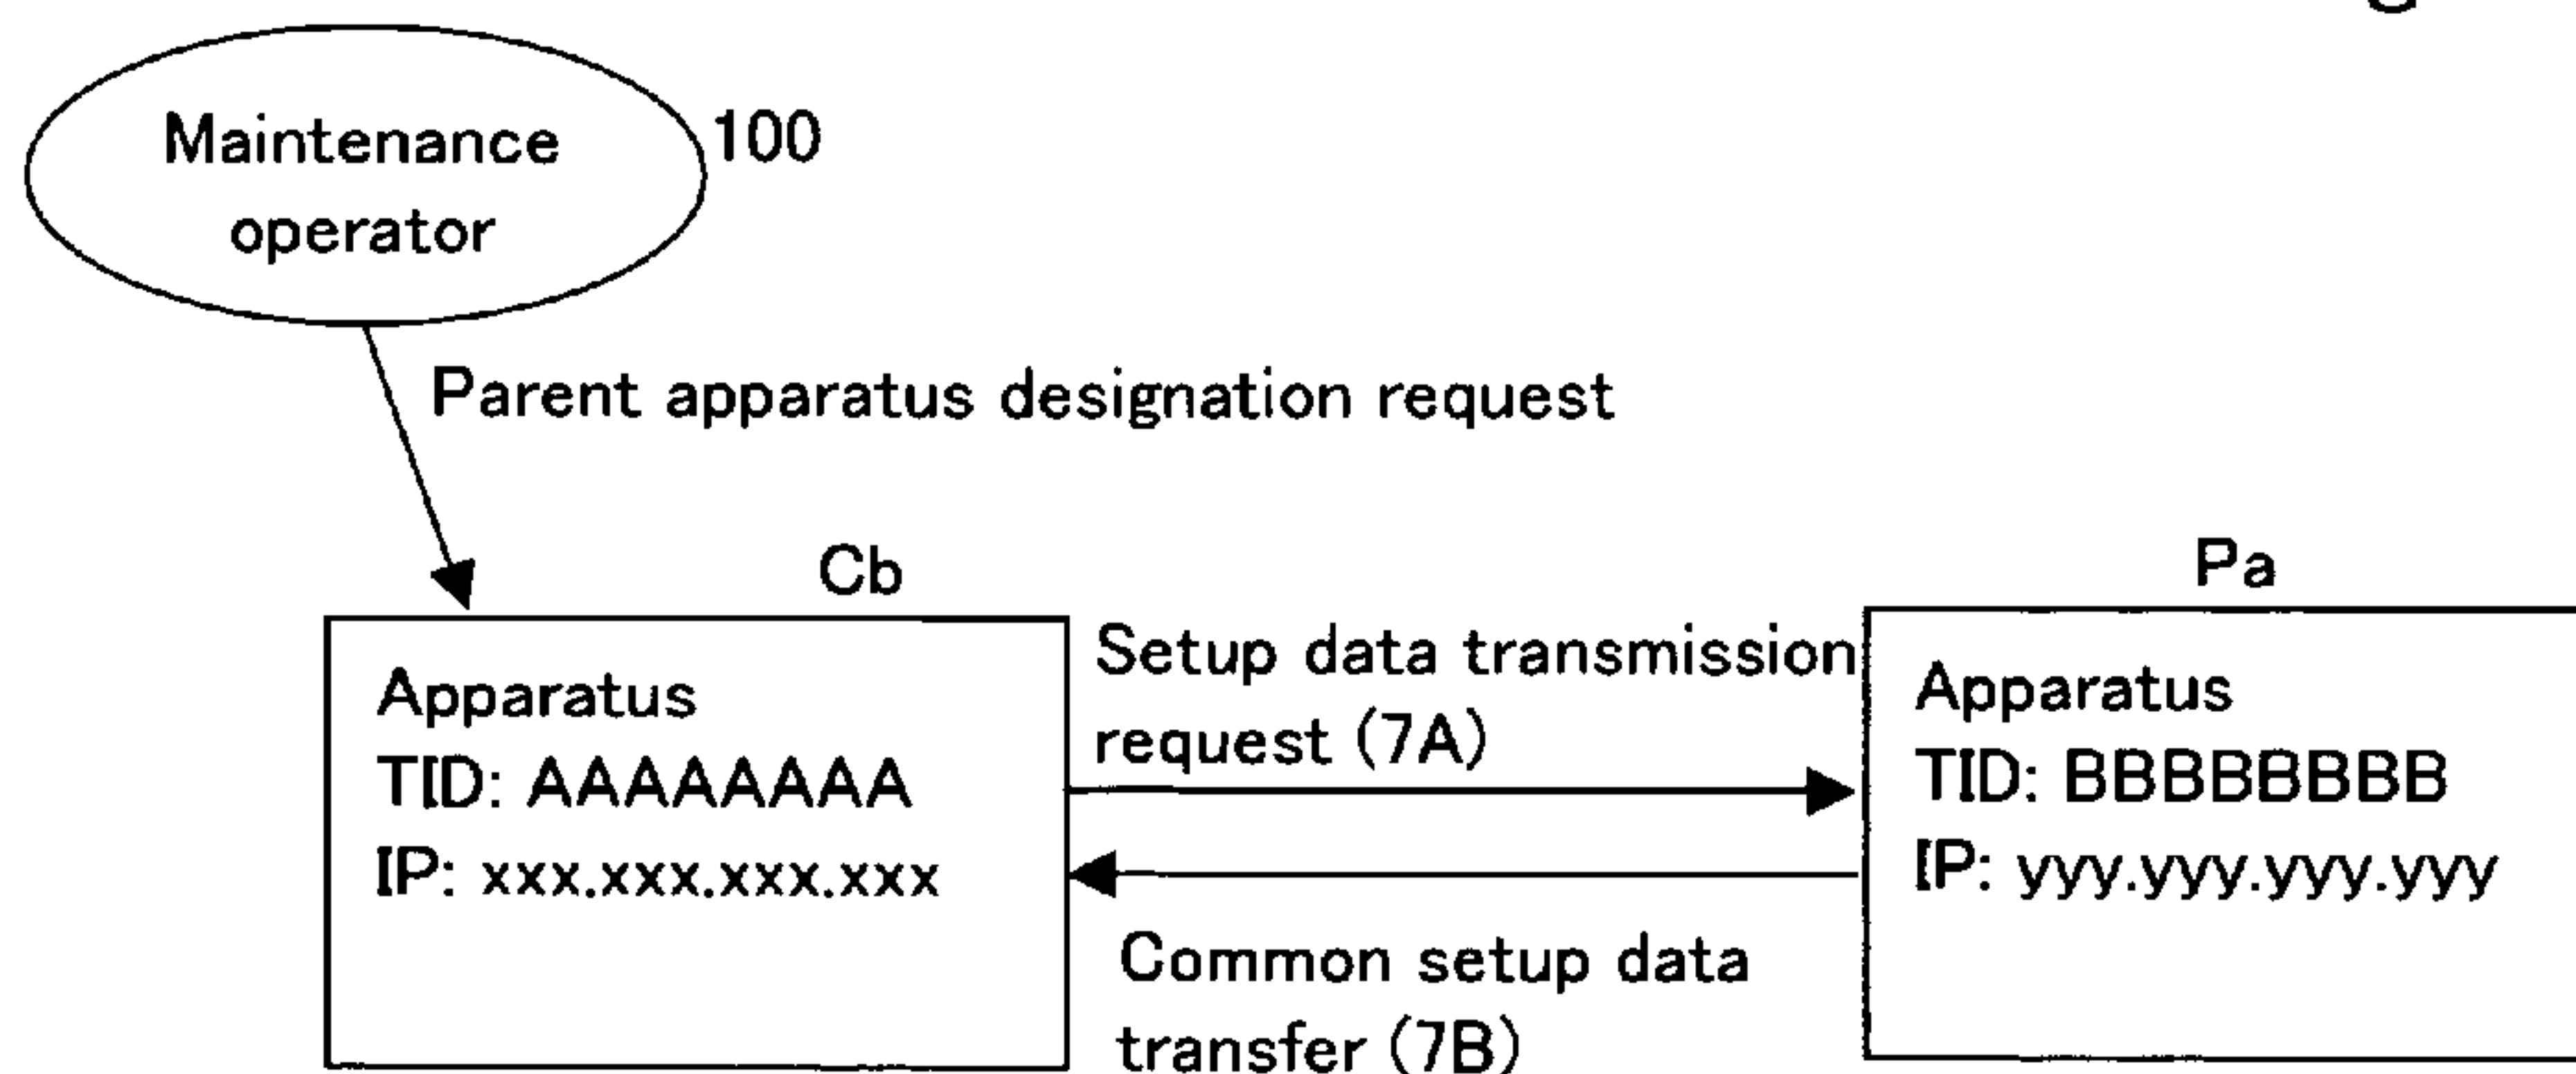 Maintenance
operator
100
Parent apparatus designation request
Cb
Pa
Apparatus
TID: AAAAAAAA
IP: xxx.xxx.xxx.xxx
Setup data transmission
request (7A)
Common setup data
transfer (7B)
Apparatus
TID: BBBBBBBB
IP: yyy.yyy.yyy.yyy